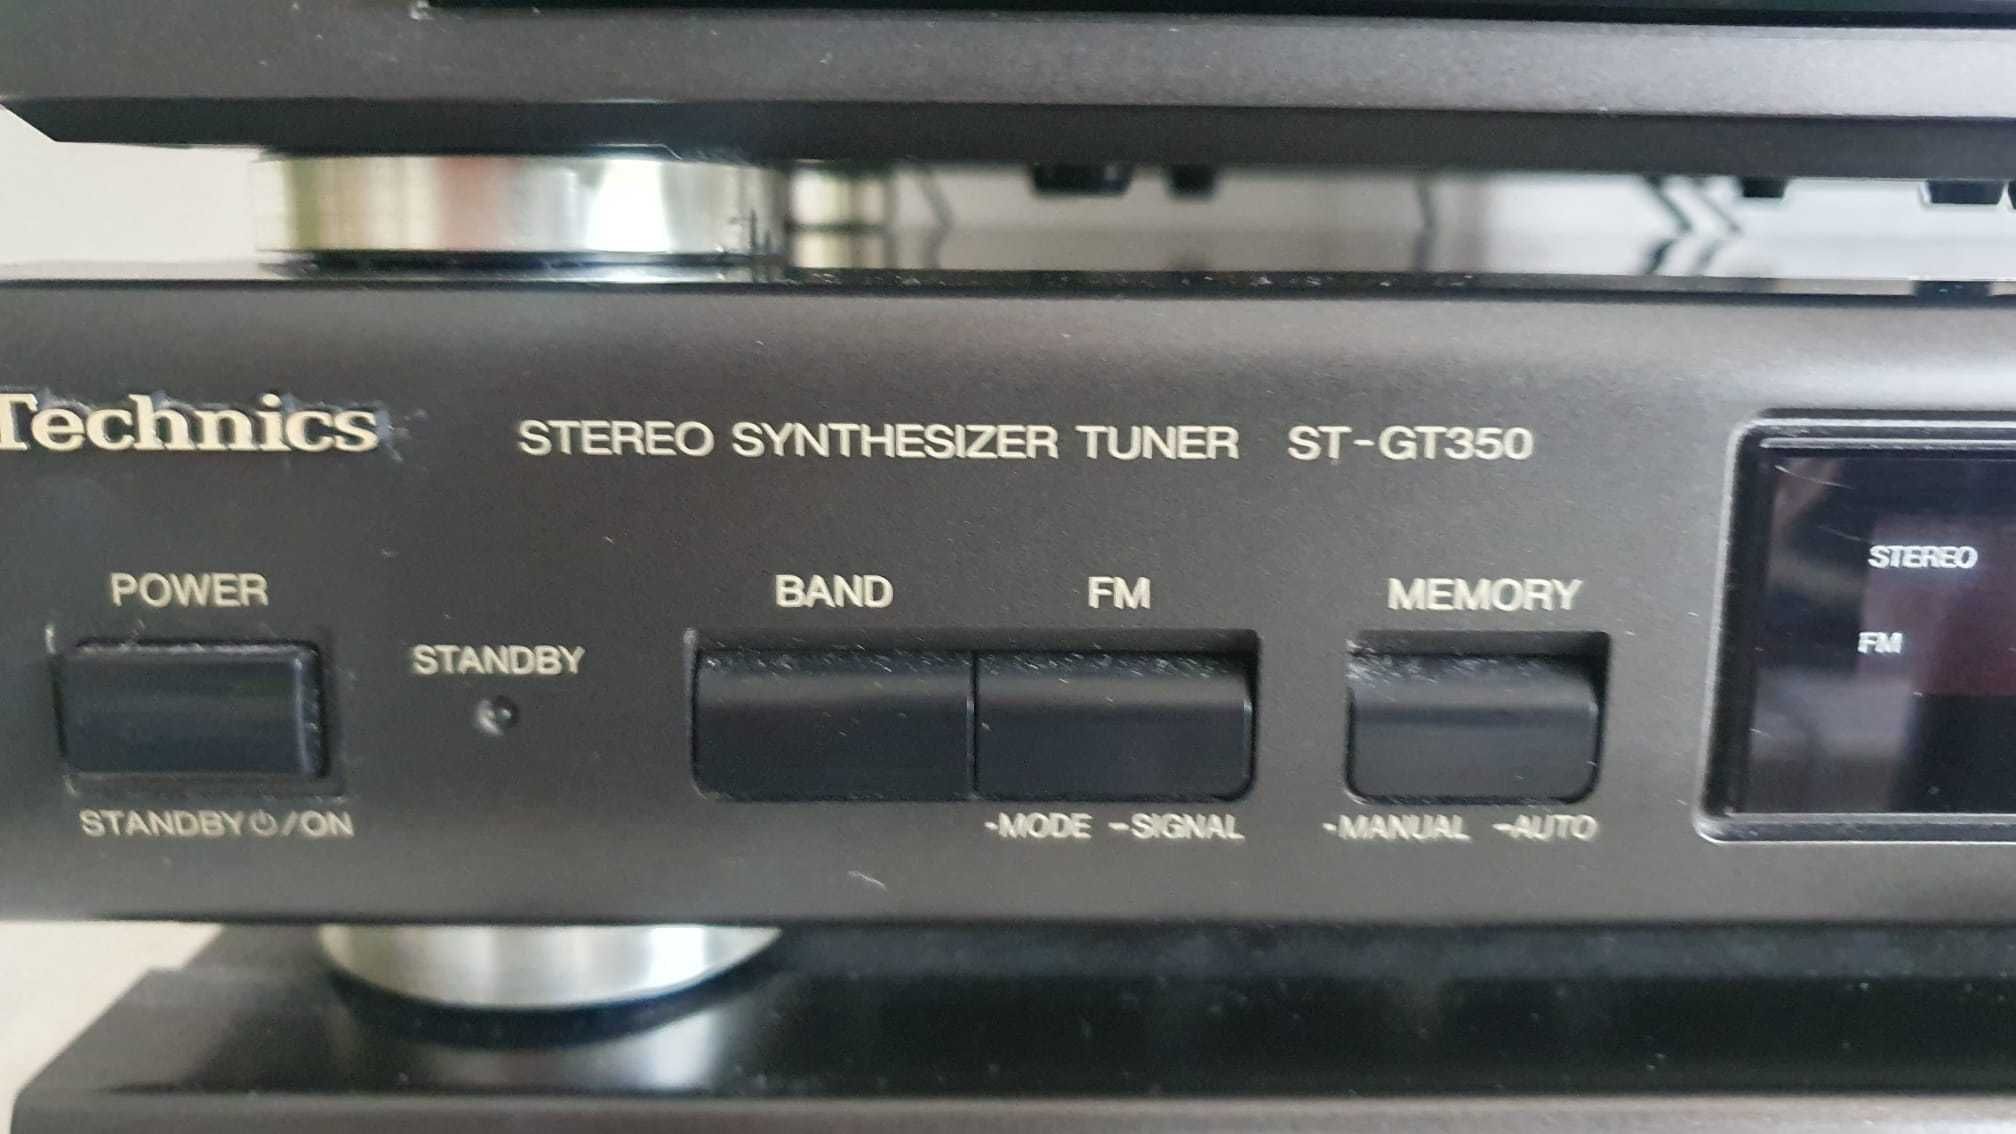 Technics
STEREO SYNTHESIZER TUNER ST-GT350
POWER
STANDBY
STANDBY⏻/ON
BAND
FM
-MODE -SIGNAL
MEMORY
-MANUAL -AUTO
STEREO
FM